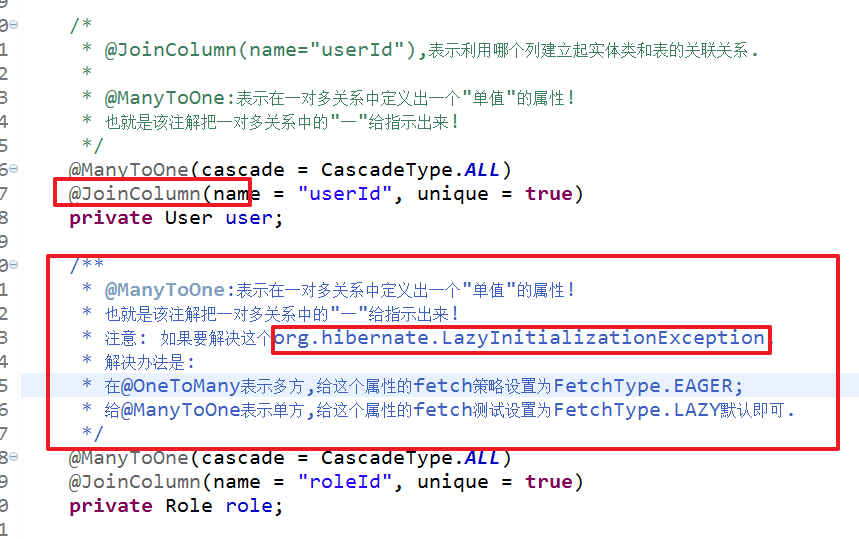 /*
* @JoinColumn(name="userId"),表示利用哪个列建立起实体类和表的关联关系.
*
* @ManyToOne:表示在一对多关系中定义出一个"单值"的属性!
* 也就是该注解把一对多关系中的"一"给指示出来!
*/
@ManyToOne(cascade = CascadeType.ALL)
@JoinColumn(name = "userId", unique = true)
private User user;
/**
* @ManyToOne:表示在一对多关系中定义出一个"单值"的属性!
* 也就是该注解把一对多关系中的"一"给指示出来!
* 注意: 如果要解决这个org.hibernate.LazyInitializationException.
* 解决办法是:
* 在@OneToMany表示多方,给这个属性的fetch策略设置为FetchType.EAGER;
* 给@ManyToOne表示单方,给这个属性的fetch测试设置为FetchType.LAZY默认即可.
*/
@ManyToOne(cascade = CascadeType.ALL)
@JoinColumn(name = "roleId", unique = true)
private Role role;